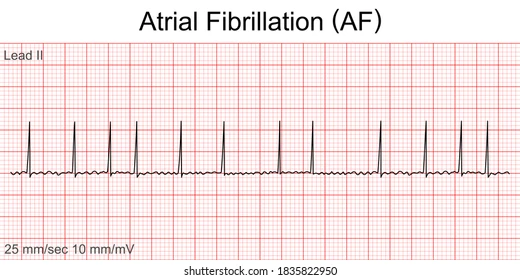 Atrial Fibrillation (AF)
Lead II
25 mm/sec 10 mm/mV
shutterstock.com · 1835822950